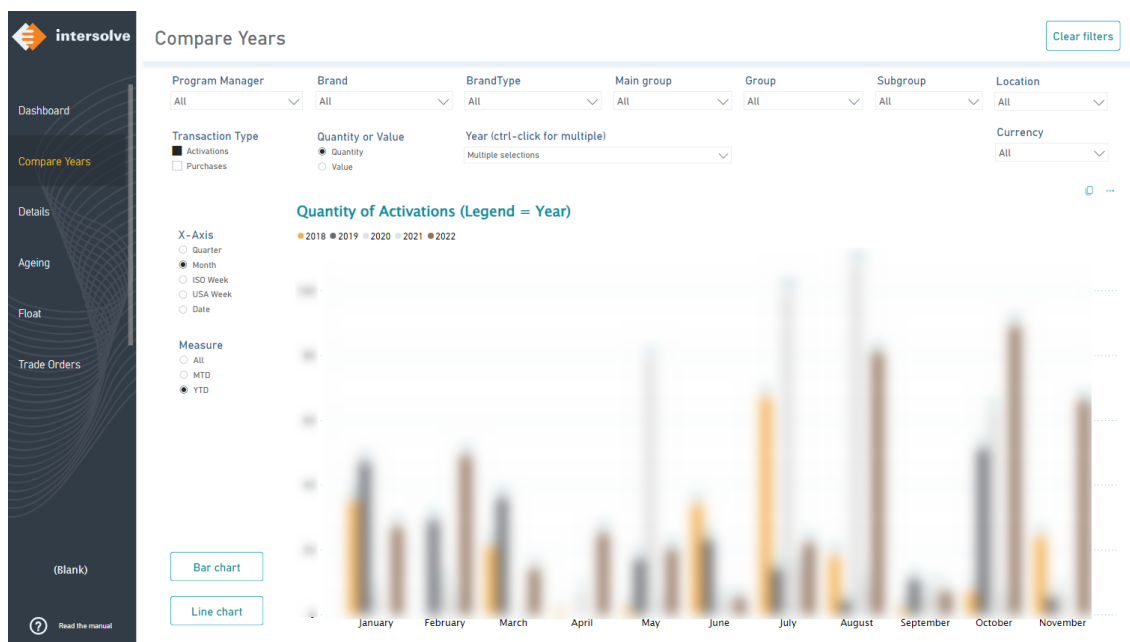 intersolve
Compare Years
Clear filters
Program Manager
Brand
BrandType
Main group
Group
Subgroup
Location
All
All
All
All
All
All
All
Dashboard
Compare Years
Details
Ageing
Float
Trade Orders
(Blank)
Read the manual
Transaction Type
Activations
Purchases
Quantity or Value
Quantity
Value
Year (ctrl-click for multiple)
Multiple selections
Currency
All
Quantity of Activations (Legend = Year)
2018 2019 2020 2021 2022
X-Axis
Quarter
Month
ISO Week
USA Week
Date
Measure
All
MTD
YTD
Bar chart
Line chart
January February March April May June July August September October November